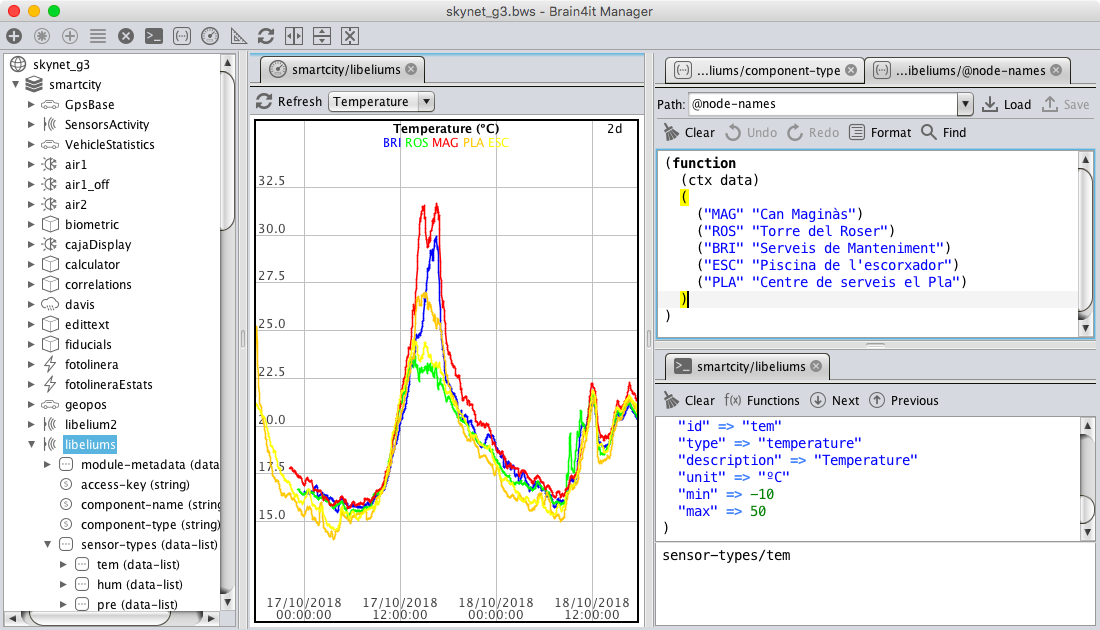 skynet_g3.bws - Brain4it Manager
skynet_g3
smartcity
GpsBase
SensorsActivity
VehicleStatistics
air1
air1_off
air2
biometric
cajaDisplay
calculator
correlations
davis
edittext
fiducials
fotolinera
fotolineraEstats
geopos
libelium2
libeliums
module-metadata (data
access-key (string)
component-name (string
component-type (string)
sensor-types (data-list)
tem (data-list)
hum (data-list)
pre (data-list)
smartcity/libeliums
Refresh Temperature
Temperature (ºC) 2d
BRI ROS MAG PLA ESC
32.5
30.0
27.5
25.0
22.5
20.0
17.5
15.0
17/10/2018 17/10/2018 18/10/2018 18/10/2018
00:00:00 12:00:00 00:00:00 12:00:00
...liums/component-type ...ibeliums/@node-names
Path: @node-names Load Save
Clear Undo Redo Format Find
(function
(ctx data)
(
("MAG" "Can Maginàs")
("ROS" "Torre del Roser")
("BRI" "Serveis de Manteniment")
("ESC" "Piscina de l'escorxador")
("PLA" "Centre de serveis el Pla")
)
)
smartcity/libeliums
Clear f(x) Functions Next Previous
"id" => "tem"
"type" => "temperature"
"description" => "Temperature"
"unit" => "ºC"
"min" => -10
"max" => 50
)
sensor-types/tem